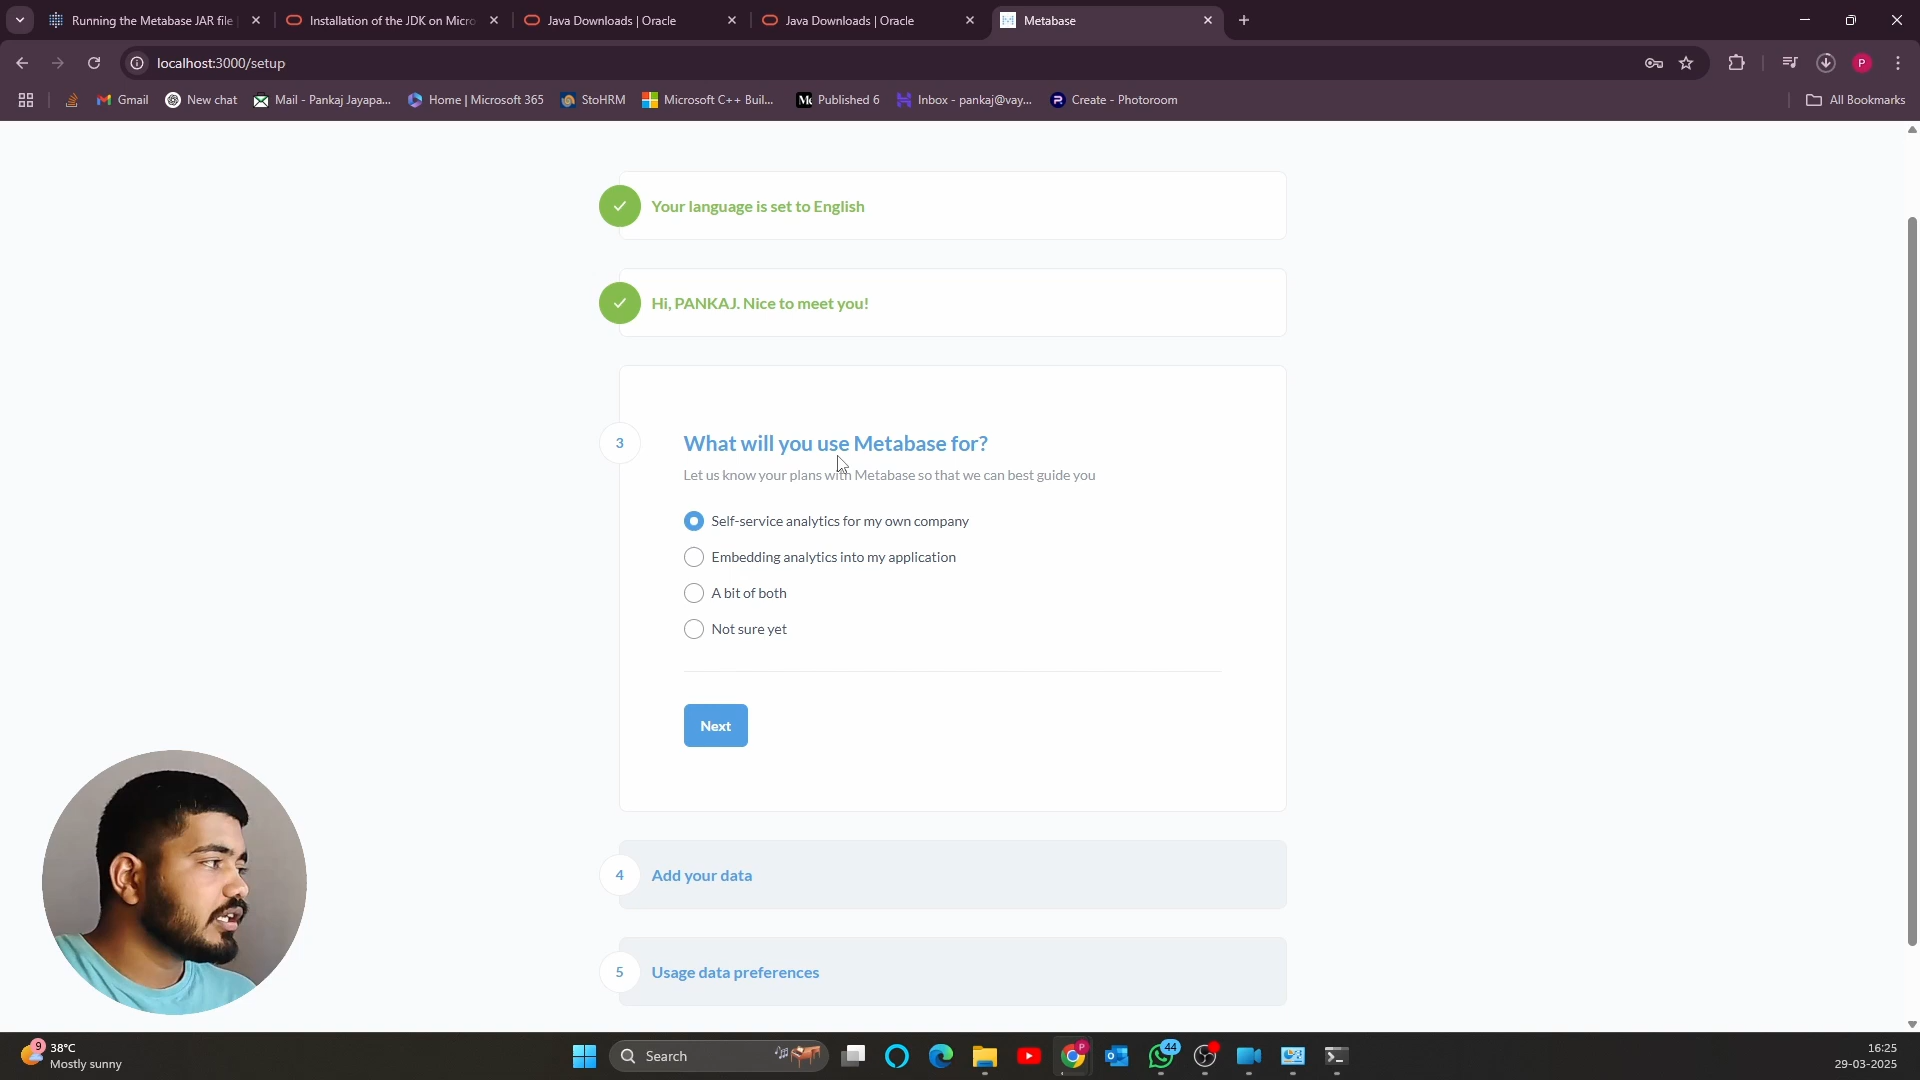 Running the Metabase JAR file
Installation of the JDK on Micro
Java Downloads | Oracle
Java Downloads | Oracle
Metabase
localhost:3000/setup
P
Gmail
New chat
Mail - Pankaj Jayapa...
Home | Microsoft 365
StoHRM
Microsoft C++ Buil...
Published 6
Inbox - pankaj@vay...
Create - Photoroom
All Bookmarks
Your language is set to English
Hi, PANKAJ. Nice to meet you!
3
What will you use Metabase for?
Let us know your plans with Metabase so that we can best guide you
Self-service analytics for my own company
Embedding analytics into my application
A bit of both
Not sure yet
Next
4
Add your data
5
Usage data preferences
9
38°C
Mostly sunny
Search
P
44
16:25
29-03-2025